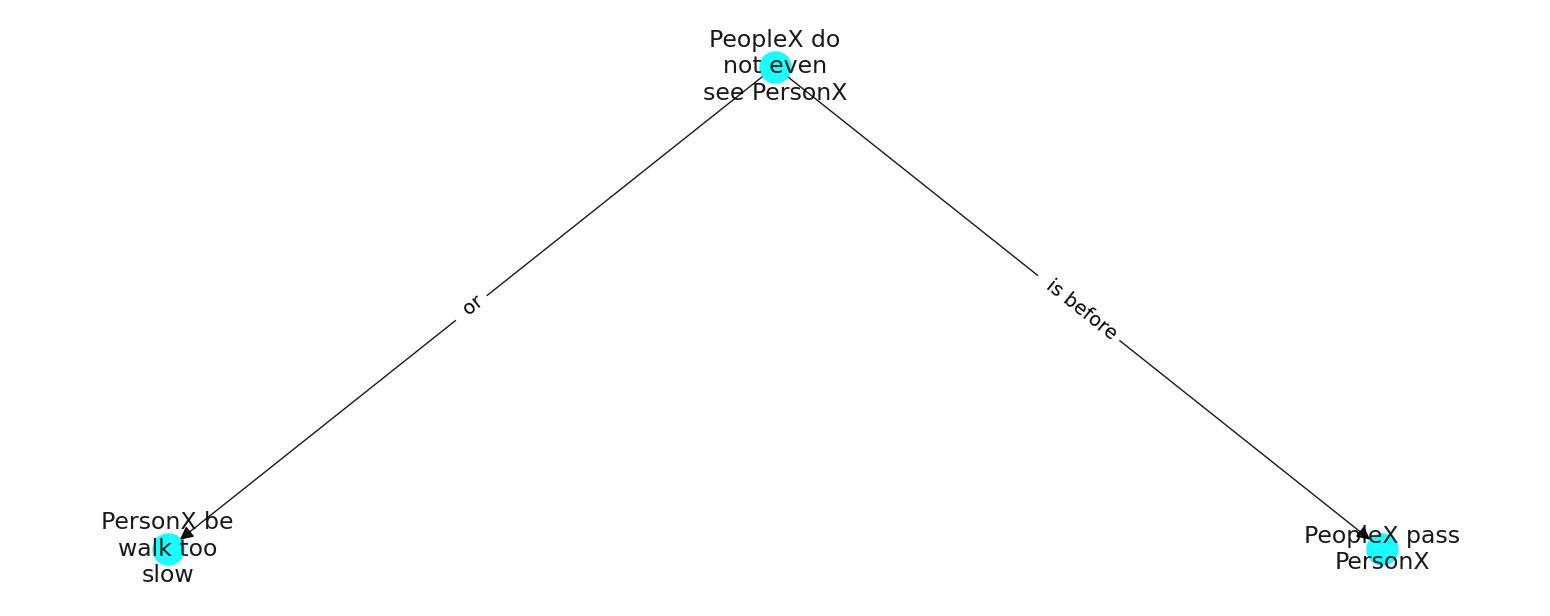 PeopleX do
not even
see PersonX
or
is before
PersonX be
walk too
slow
PeopleX pass
PersonX